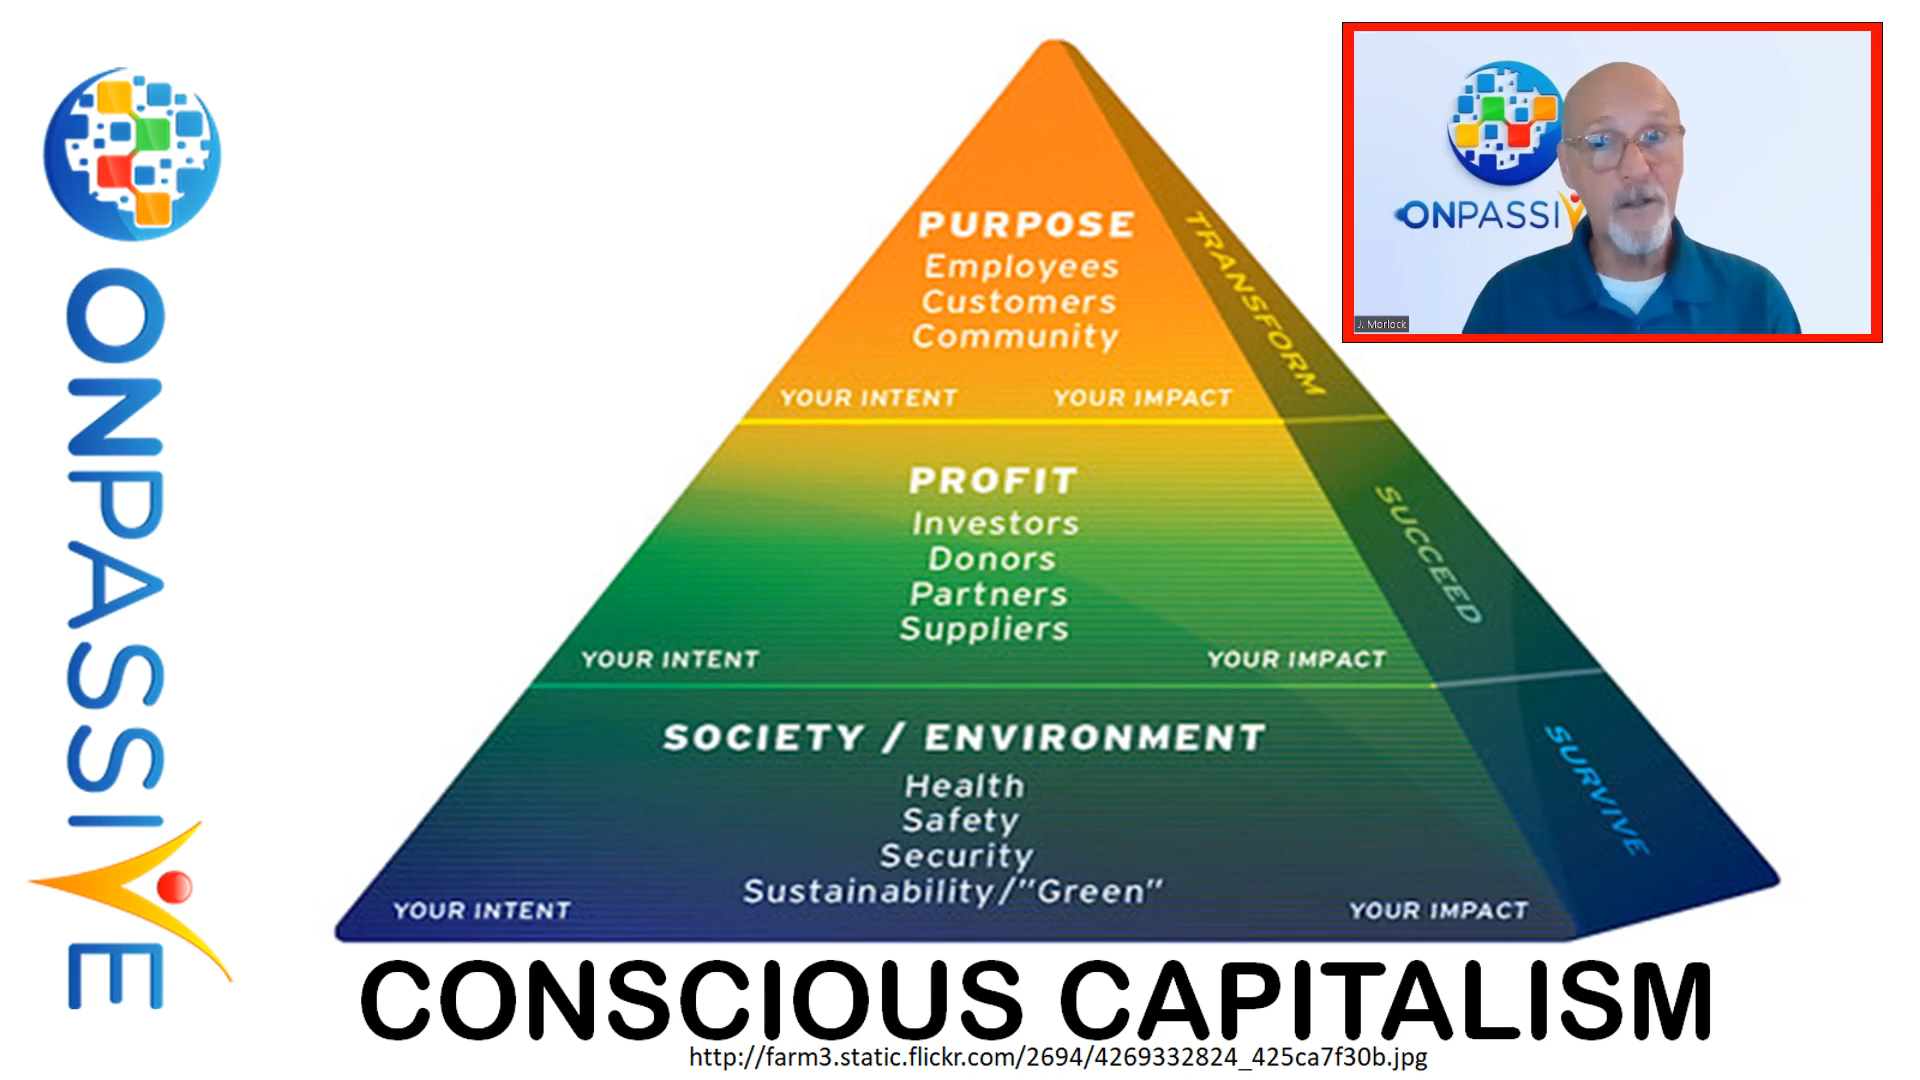 ONPASSIVE
ONPASSI
J. Morlock
PURPOSE
Employees
Customers
Community
YOUR INTENT YOUR IMPACT
TRANSFORM
PROFIT
Investors
Donors
Partners
Suppliers
YOUR INTENT YOUR IMPACT
SUCCEED
SOCIETY / ENVIRONMENT
Health
Safety
Security
Sustainability/"Green"
YOUR INTENT YOUR IMPACT
SURVIVE
CONSCIOUS CAPITALISM
http://farm3.static.flickr.com/2694/4269332824_425ca7f30b.jpg